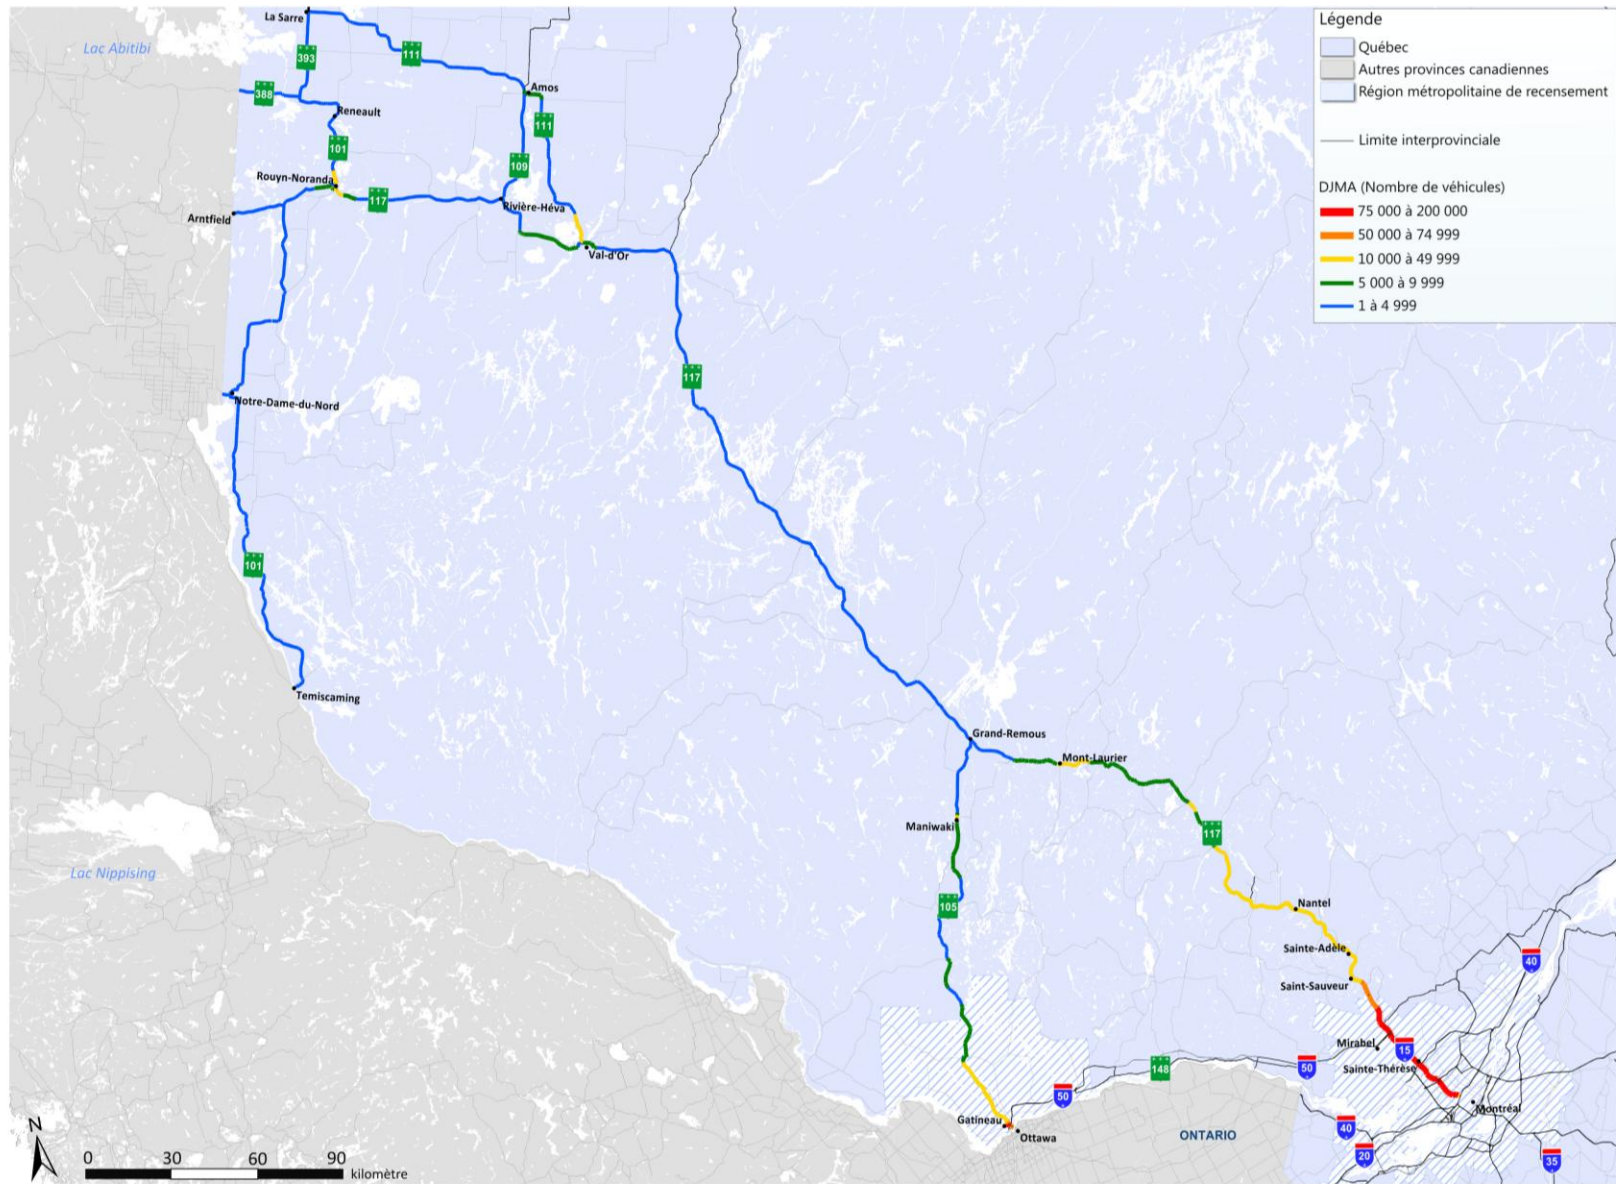 La Sarre
Lac Abitibi
393
111
388
Amos
Reneault
111
101
109
Rouyn-Noranda
117
Rivière-Héva
Arntfield
Val-d'Or
117
Notre-Dame-du-Nord
101
Temiscaming
Grand-Remous
Mont-Laurier
Maniwaki
117
Lac Nippising
105
Nantel
Sainte-Adèle
40
Saint-Sauveur
Mirabel
15
50
148
Sainte-Thérèse
50
Montréal
Gatineau
Ottawa
ONTARIO
40
20
35
Légende
Québec
Autres provinces canadiennes
Région métropolitaine de recensement
Limite interprovinciale
DJMA (Nombre de véhicules)
75 000 à 200 000
50 000 à 74 999
10 000 à 49 999
5 000 à 9 999
1 à 4 999
N
0 30 60 90
kilomètre